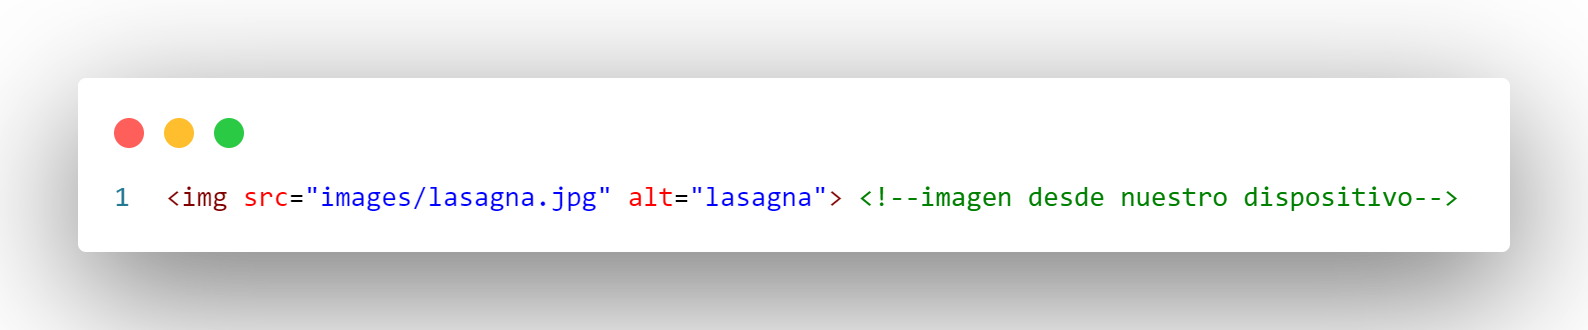 1 <img src="images/lasagna.jpg" alt="lasagna"> <!--imagen desde nuestro dispositivo-->